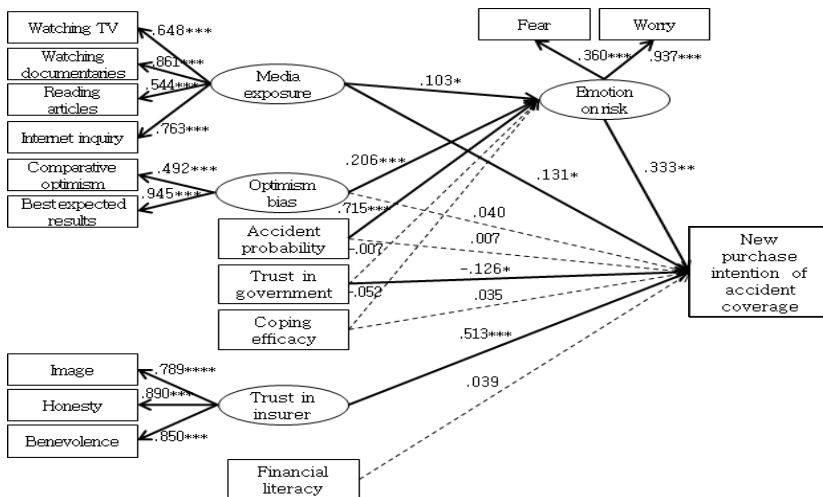 Watching TV
Watching
documentaries
Reading
articles
Internet inquiry
Comparative
optimism
Best expected
results
.648***
.861***
.544***
.763***
.492***
.945***
Media
exposure
Optimism
bias
Accident
probability
Trust in
government
Coping
efficacy
Fear
Worry
.360***
.937***
Emotion
on risk
.103*
.206***
.715***
-.007
-.052
.131*
.333**
.040
.007
-.126*
.035
.513***
.039
New
purchase
intention of
accident
coverage
Image
Honesty
Benevolence
.789****
.890***
.850***
Trust in
insurer
Financial
literacy